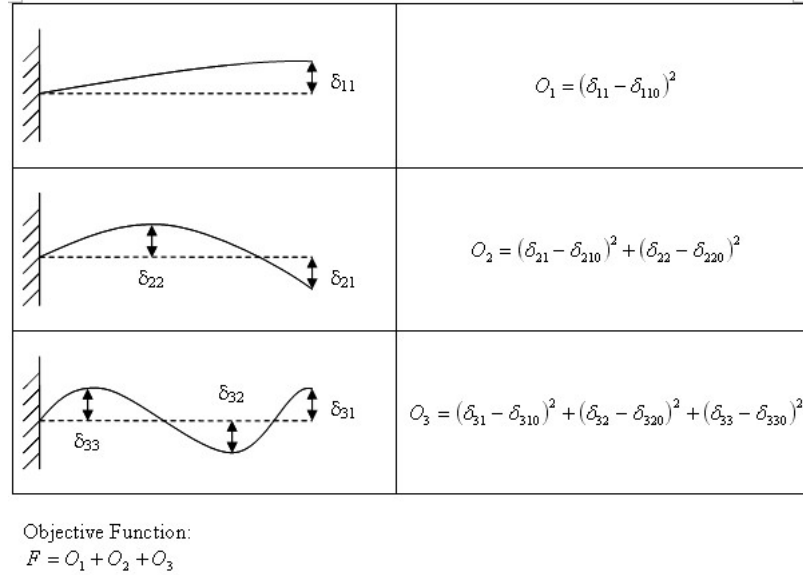 δ₁₁
O₁ = (δ₁₁ − δ₁₁₀)²
δ₂₂
δ₂₁
O₂ = (δ₂₁ − δ₂₁₀)² + (δ₂₂ − δ₂₂₀)²
δ₃₃
δ₃₂
δ₃₁
O₃ = (δ₃₁ − δ₃₁₀)² + (δ₃₂ − δ₃₂₀)² + (δ₃₃ − δ₃₃₀)²
Objective Function:
F = O₁ + O₂ + O₃